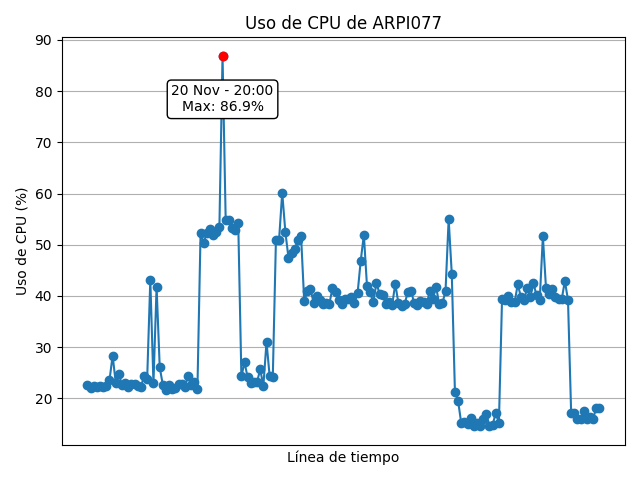 Uso de CPU de ARPI077
90
80
70
60
50
40
30
20
Uso de CPU (%)
20 Nov - 20:00
Max: 86.9%
Línea de tiempo